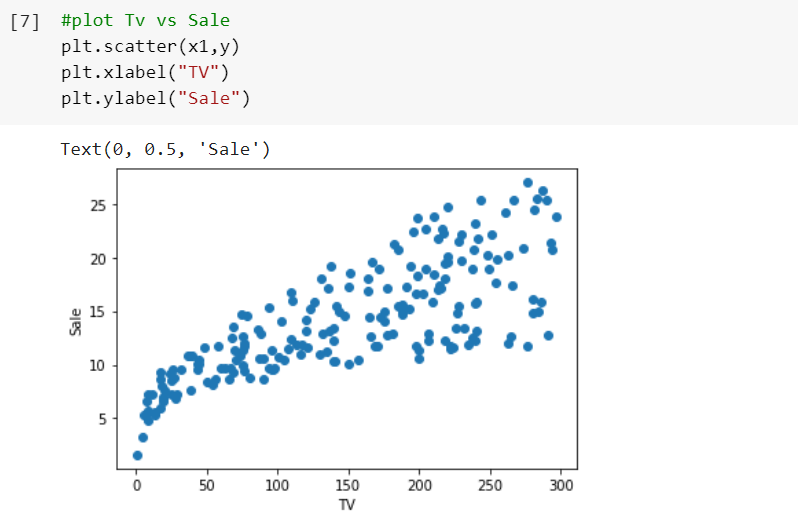 [7] #plot Tv vs Sale
plt.scatter(x1,y)
plt.xlabel("TV")
plt.ylabel("Sale")
Text(0, 0.5, 'Sale')
25
20
15
10
5
Sale
0 50 100 150 200 250 300
TV